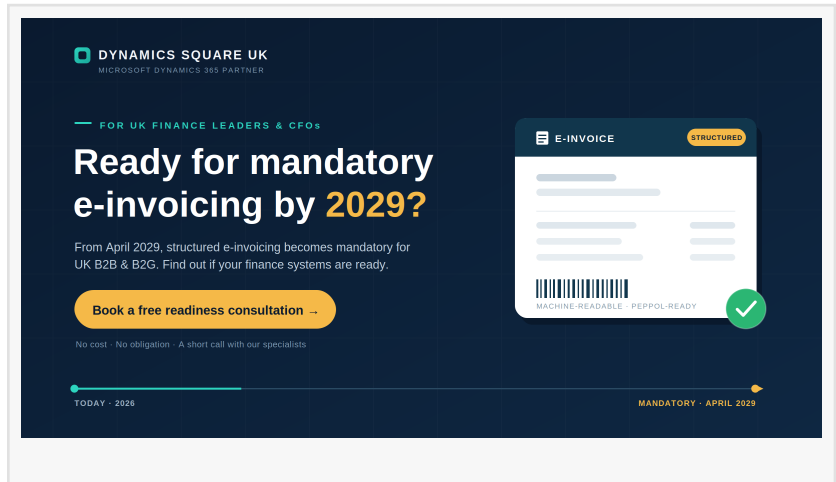 DYNAMICS SQUARE UK
MICROSOFT DYNAMICS 365 PARTNER
FOR UK FINANCE LEADERS & CFOs
Ready for mandatory
e-invoicing by 2029?
From April 2029, structured e-invoicing becomes mandatory for
UK B2B & B2G. Find out if your finance systems are ready.
Book a free readiness consultation →
No cost · No obligation · A short call with our specialists
E-INVOICE
STRUCTURED
MACHINE-READABLE · PEPPOL-READY
TODAY · 2026
MANDATORY · APRIL 2029